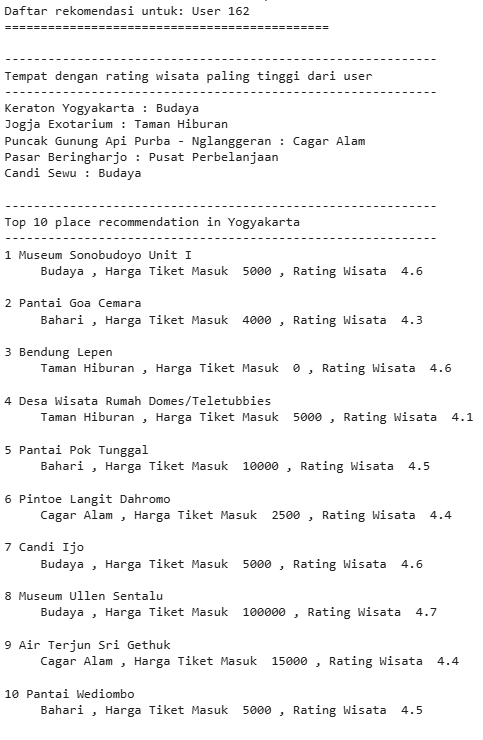 Daftar rekomendasi untuk: User 162
=============================================
------------------------------------------------------------
Tempat dengan rating wisata paling tinggi dari user
------------------------------------------------------------
Keraton Yogyakarta : Budaya
Jogja Exotarium : Taman Hiburan
Puncak Gunung Api Purba - Nglanggeran : Cagar Alam
Pasar Beringharjo : Pusat Perbelanjaan
Candi Sewu : Budaya
------------------------------------------------------------
Top 10 place recommendation in Yogyakarta
------------------------------------------------------------
1 Museum Sonobudoyo Unit I
Budaya , Harga Tiket Masuk  5000 , Rating Wisata  4.6
2 Pantai Goa Cemara
Bahari , Harga Tiket Masuk  4000 , Rating Wisata  4.3
3 Bendung Lepen
Taman Hiburan , Harga Tiket Masuk  0 , Rating Wisata  4.6
4 Desa Wisata Rumah Domes/Teletubbies
Taman Hiburan , Harga Tiket Masuk  5000 , Rating Wisata  4.1
5 Pantai Pok Tunggal
Bahari , Harga Tiket Masuk  10000 , Rating Wisata  4.5
6 Pintoe Langit Dahromo
Cagar Alam , Harga Tiket Masuk  2500 , Rating Wisata  4.4
7 Candi Ijo
Budaya , Harga Tiket Masuk  5000 , Rating Wisata  4.6
8 Museum Ullen Sentalu
Budaya , Harga Tiket Masuk  100000 , Rating Wisata  4.7
9 Air Terjun Sri Gethuk
Cagar Alam , Harga Tiket Masuk  15000 , Rating Wisata  4.4
10 Pantai Wediombo
Bahari , Harga Tiket Masuk  5000 , Rating Wisata  4.5